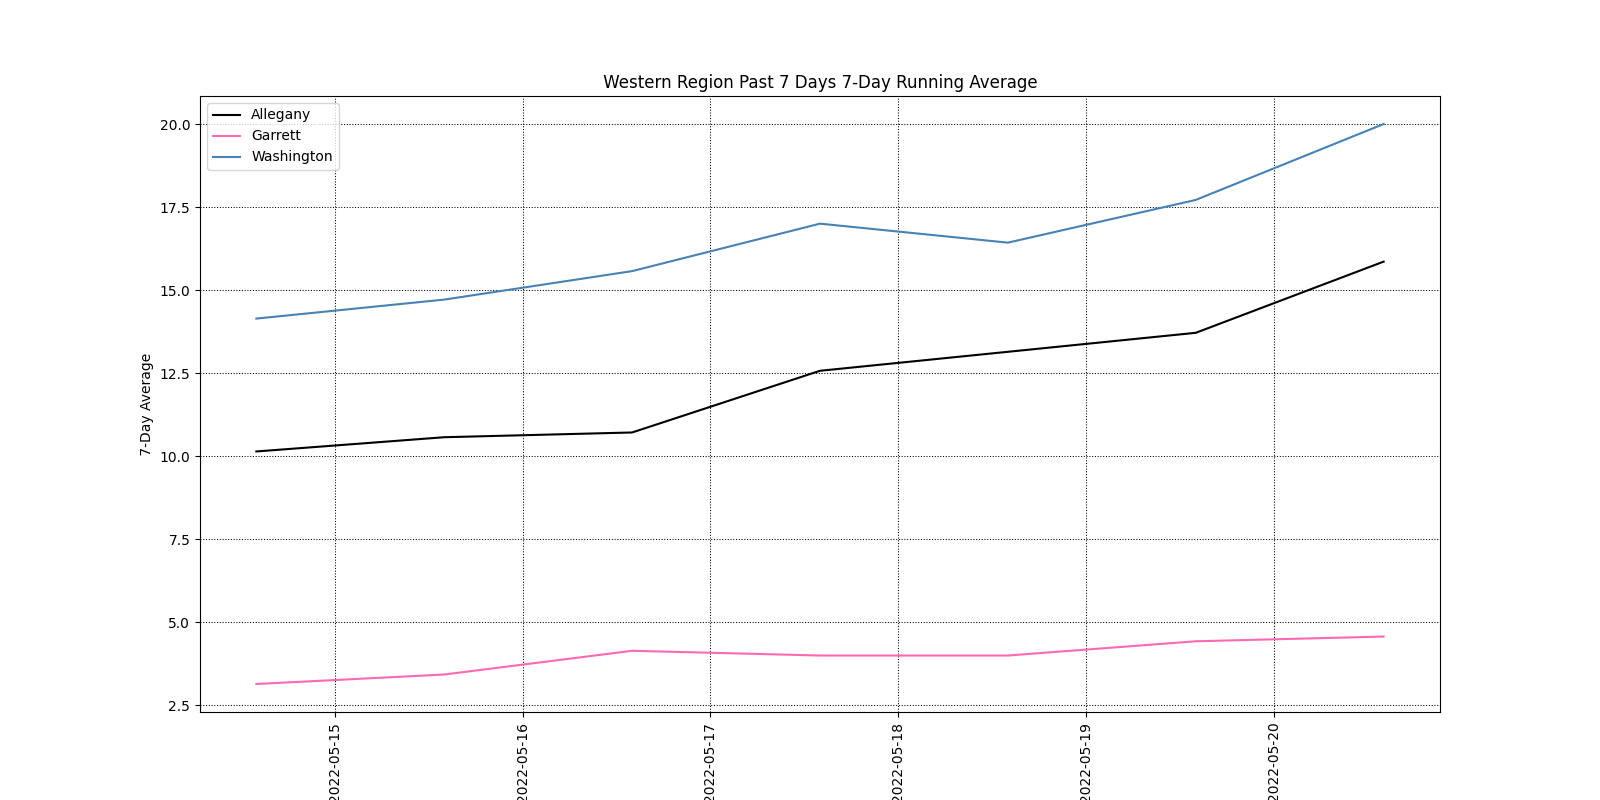 Western Region Past 7 Days 7-Day Running Average
Allegany
Garrett
Washington
20.0
17.5
15.0
12.5
10.0
7.5
5.0
2.5
7-Day Average
2022-05-15
2022-05-16
2022-05-17
2022-05-18
2022-05-19
2022-05-20